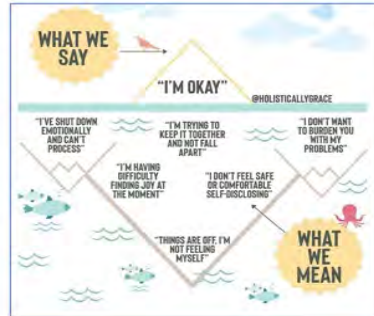 WHAT WE
SAY
"I'M OKAY"
@HOLISTICALLYGRACE
"I'VE SHUT DOWN
EMOTIONALLY
AND CAN'T
PROCESS"
"I'M TRYING TO
KEEP IT TOGETHER
AND NOT FALL
APART"
"I DON'T WANT
TO BURDEN YOU
WITH MY
PROBLEMS"
"I'M HAVING
DIFFICULTY
FINDING JOY AT
THE MOMENT"
"I DON'T FEEL SAFE
OR COMFORTABLE
SELF-DISCLOSING"
"THINGS ARE OFF, I'M
NOT FEELING
MYSELF"
WHAT
WE
MEAN